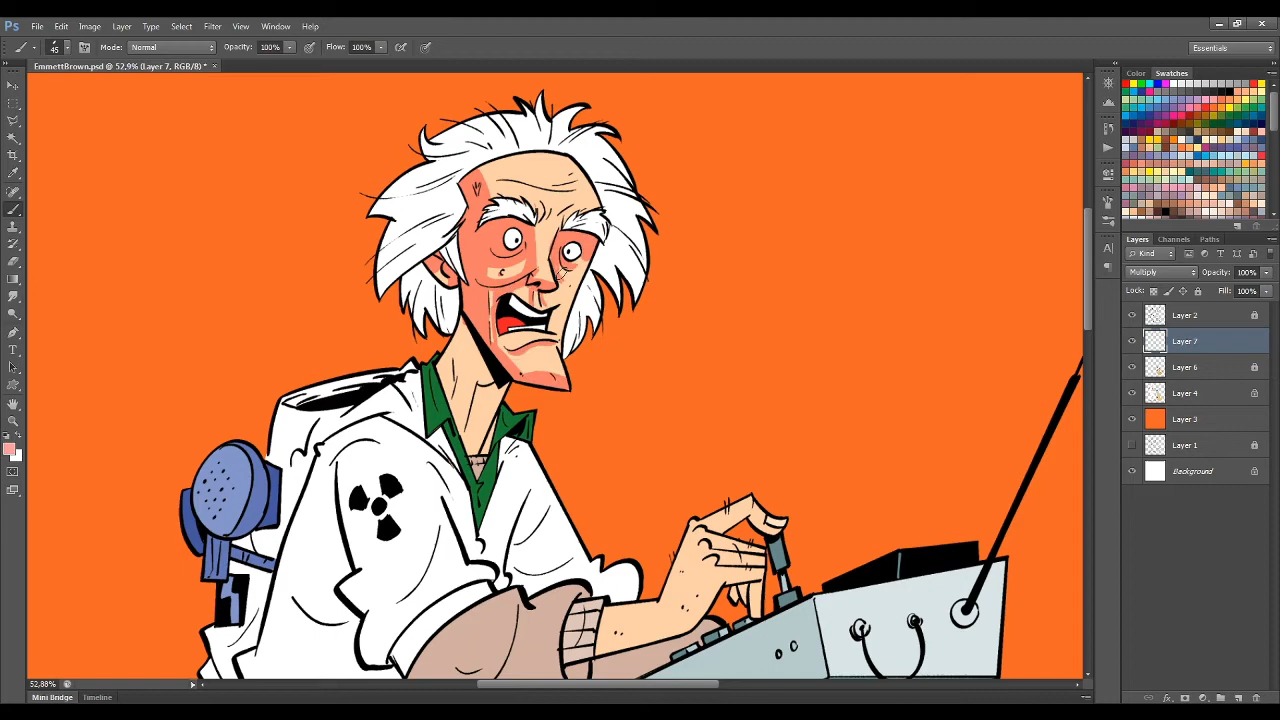 Ps File Edit Image Layer Type Select Filter View Window Help
45 Mode: Normal Opacity: 100% Flow: 100% Essentials
EmmettBrown.psd @ 52,9% (Layer 7, RGB/8) * ×
Color Swatches
Layers Channels Paths
Kind
Multiply Opacity: 100%
Lock: Fill: 100%
Layer 2
Layer 7
Layer 6
Layer 4
Layer 3
Layer 1
Background
52,88%
Mini Bridge Timeline